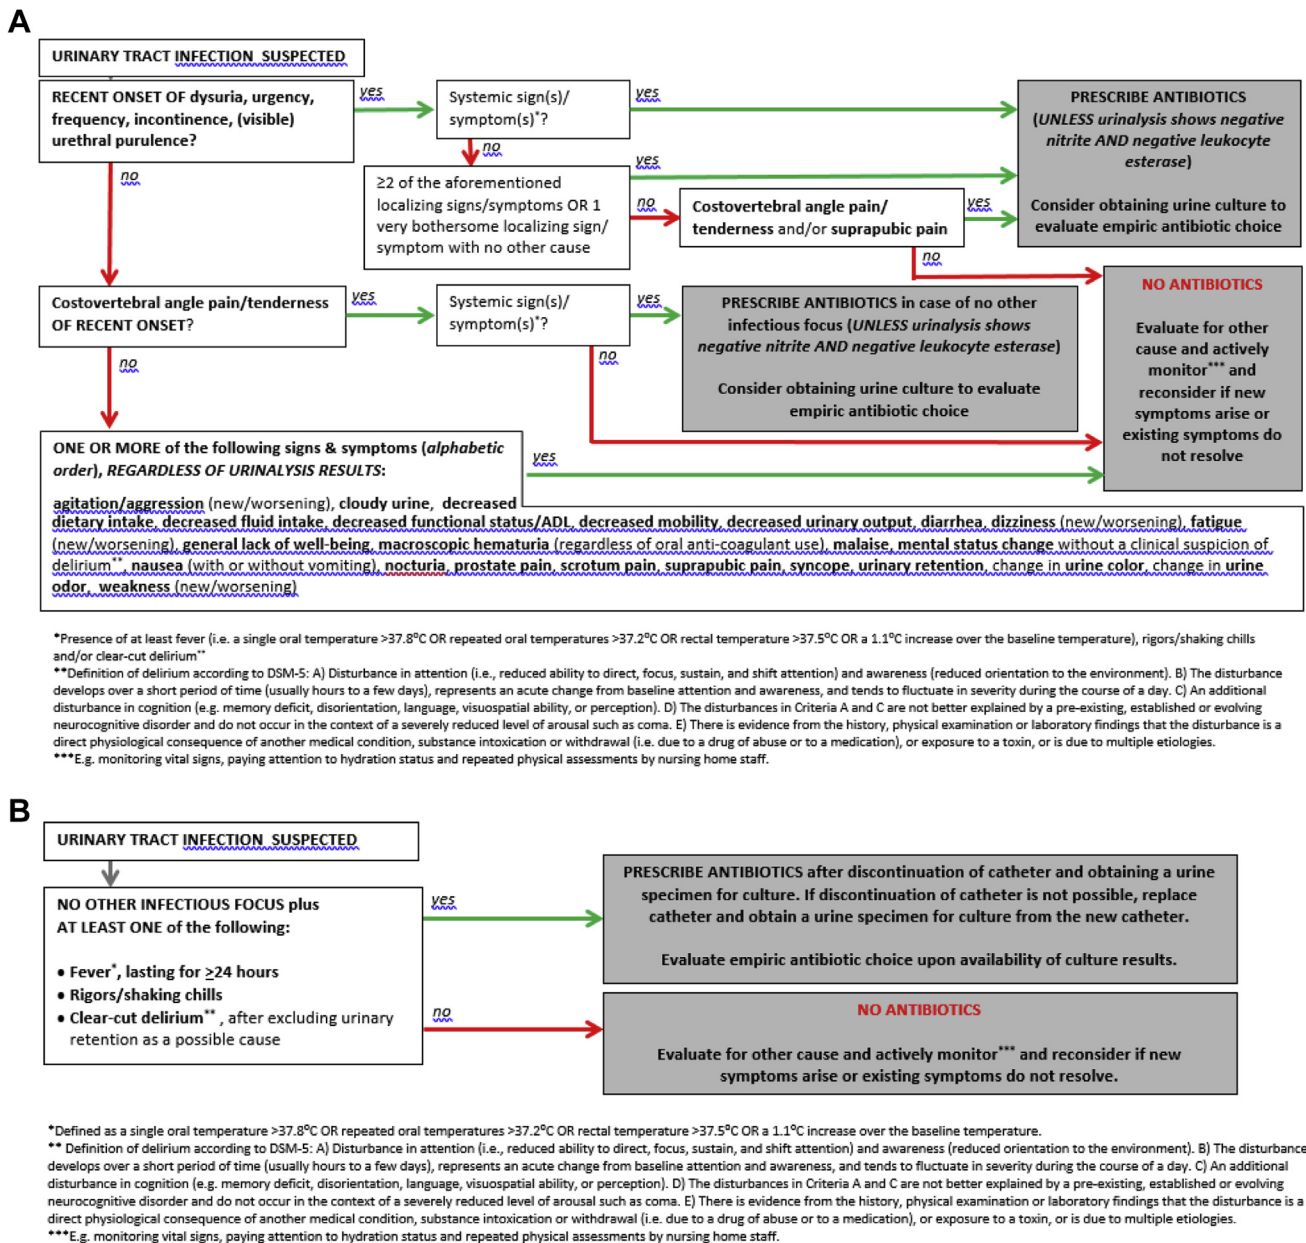 A
URINARY TRACT INFECTION SUSPECTED
RECENT ONSET OF dysuria, urgency,
frequency, incontinence, (visible)
urethral purulence?
yes
Systemic sign(s)/
symptom(s)*?
yes
PRESCRIBE ANTIBIOTICS
(UNLESS urinalysis shows negative
nitrite AND negative leukocyte
esterase)
Consider obtaining urine culture to
evaluate empiric antibiotic choice
no
no
≥2 of the aforementioned
localizing signs/symptoms OR 1
very bothersome localizing sign/
symptom with no other cause
yes
no
Costovertebral angle pain/
tenderness and/or suprapubic pain
yes
no
NO ANTIBIOTICS
Evaluate for other
cause and actively
monitor*** and
reconsider if new
symptoms arise or
existing symptoms do
not resolve
Costovertebral angle pain/tenderness
OF RECENT ONSET?
yes
Systemic sign(s)/
symptom(s)*?
yes
PRESCRIBE ANTIBIOTICS in case of no other
infectious focus (UNLESS urinalysis shows
negative nitrite AND negative leukocyte esterase)
Consider obtaining urine culture to evaluate
empiric antibiotic choice
no
no
ONE OR MORE of the following signs & symptoms (alphabetic
order), REGARDLESS OF URINALYSIS RESULTS:
yes
agitation/aggression (new/worsening), cloudy urine, decreased
dietary intake, decreased fluid intake, decreased functional status/ADL, decreased mobility, decreased urinary output, diarrhea, dizziness (new/worsening), fatigue
(new/worsening), general lack of well-being, macroscopic hematuria (regardless of oral anti-coagulant use), malaise, mental status change without a clinical suspicion of
delirium**, nausea (with or without vomiting), nocturia, prostate pain, scrotum pain, suprapubic pain, syncope, urinary retention, change in urine color, change in urine
odor, weakness (new/worsening)
*Presence of at least fever (i.e. a single oral temperature >37.8⁰C OR repeated oral temperatures >37.2⁰C OR rectal temperature >37.5⁰C OR a 1.1⁰C increase over the baseline temperature), rigors/shaking chills
and/or clear-cut delirium**
**Definition of delirium according to DSM-5: A) Disturbance in attention (i.e., reduced ability to direct, focus, sustain, and shift attention) and awareness (reduced orientation to the environment). B) The disturbance
develops over a short period of time (usually hours to a few days), represents an acute change from baseline attention and awareness, and tends to fluctuate in severity during the course of a day. C) An additional
disturbance in cognition (e.g. memory deficit, disorientation, language, visuospatial ability, or perception). D) The disturbances in Criteria A and C are not better explained by a pre-existing, established or evolving
neurocognitive disorder and do not occur in the context of a severely reduced level of arousal such as coma. E) There is evidence from the history, physical examination or laboratory findings that the disturbance is a
direct physiological consequence of another medical condition, substance intoxication or withdrawal (i.e. due to a drug of abuse or to a medication), or exposure to a toxin, or is due to multiple etiologies.
***E.g. monitoring vital signs, paying attention to hydration status and repeated physical assessments by nursing home staff.
B
URINARY TRACT INFECTION SUSPECTED
NO OTHER INFECTIOUS FOCUS plus
AT LEAST ONE of the following:
• Fever*, lasting for ≥24 hours
• Rigors/shaking chills
• Clear-cut delirium** , after excluding urinary
retention as a possible cause
yes
PRESCRIBE ANTIBIOTICS after discontinuation of catheter and obtaining a urine
specimen for culture. If discontinuation of catheter is not possible, replace
catheter and obtain a urine specimen for culture from the new catheter.
Evaluate empiric antibiotic choice upon availability of culture results.
no
NO ANTIBIOTICS
Evaluate for other cause and actively monitor*** and reconsider if new
symptoms arise or existing symptoms do not resolve.
*Defined as a single oral temperature >37.8⁰C OR repeated oral temperatures >37.2⁰C OR rectal temperature >37.5⁰C OR a 1.1⁰C increase over the baseline temperature.
** Definition of delirium according to DSM-5: A) Disturbance in attention (i.e., reduced ability to direct, focus, sustain, and shift attention) and awareness (reduced orientation to the environment). B) The disturbance
develops over a short period of time (usually hours to a few days), represents an acute change from baseline attention and awareness, and tends to fluctuate in severity during the course of a day. C) An additional
disturbance in cognition (e.g. memory deficit, disorientation, language, visuospatial ability, or perception). D) The disturbances in Criteria A and C are not better explained by a pre-existing, established or evolving
neurocognitive disorder and do not occur in the context of a severely reduced level of arousal such as coma. E) There is evidence from the history, physical examination or laboratory findings that the disturbance is a
direct physiological consequence of another medical condition, substance intoxication or withdrawal (i.e. due to a drug of abuse or to a medication), or exposure to a toxin, or is due to multiple etiologies.
***E.g. monitoring vital signs, paying attention to hydration status and repeated physical assessments by nursing home staff.